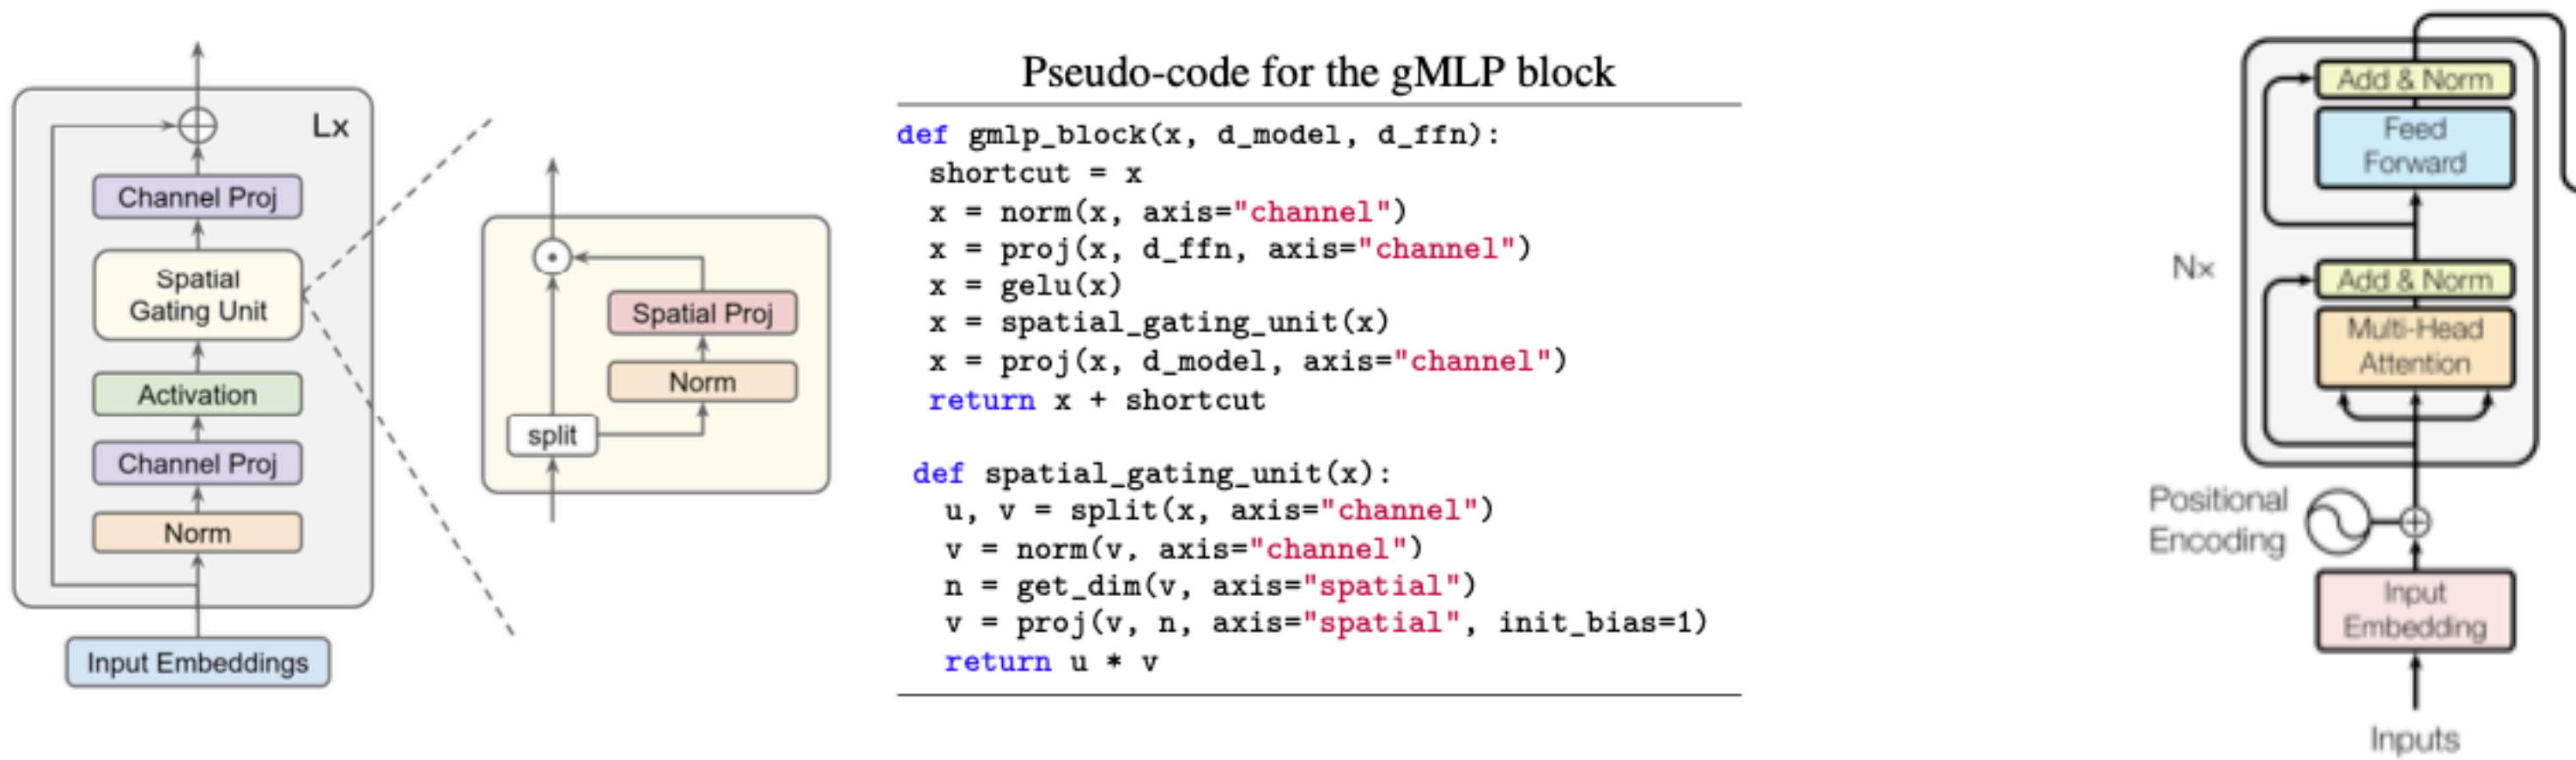 Lx
Channel Proj
Spatial
Gating Unit
Activation
Channel Proj
Norm
Input Embeddings
Spatial Proj
Norm
split
Pseudo-code for the gMLP block
def gmlp_block(x, d_model, d_ffn):
shortcut = x
x = norm(x, axis="channel")
x = proj(x, d_ffn, axis="channel")
x = gelu(x)
x = spatial_gating_unit(x)
x = proj(x, d_model, axis="channel")
return x + shortcut
def spatial_gating_unit(x):
u, v = split(x, axis="channel")
v = norm(v, axis="channel")
n = get_dim(v, axis="spatial")
v = proj(v, n, axis="spatial", init_bias=1)
return u * v
Add & Norm
Feed
Forward
N×
Add & Norm
Multi-Head
Attention
Positional
Encoding
Input
Embedding
Inputs